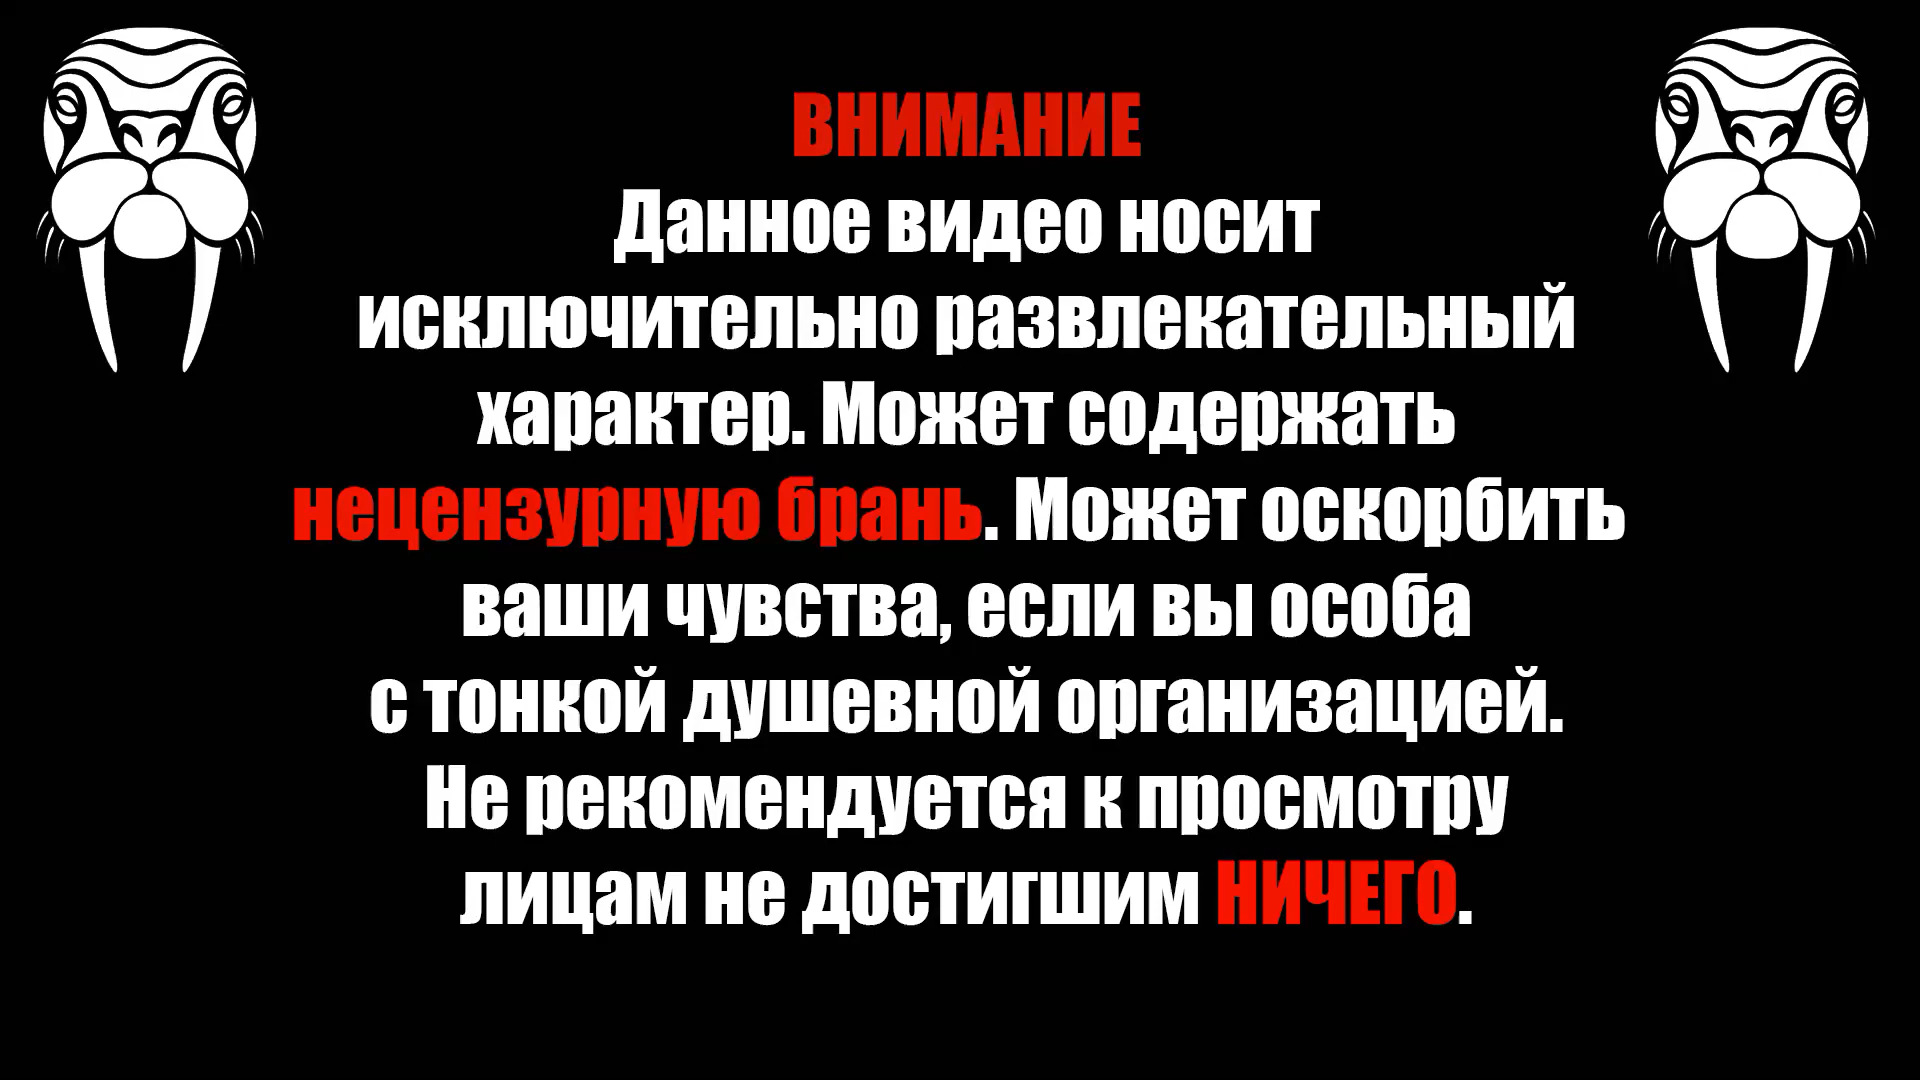 ВНИМАНИЕ
Данное видео носит
исключительно развлекательный
характер. Может содержать
нецензурную брань. Может оскорбить
ваши чувства, если вы особа
с тонкой душевной организацией.
Не рекомендуется к просмотру
лицам не достигшим НИЧЕГО.